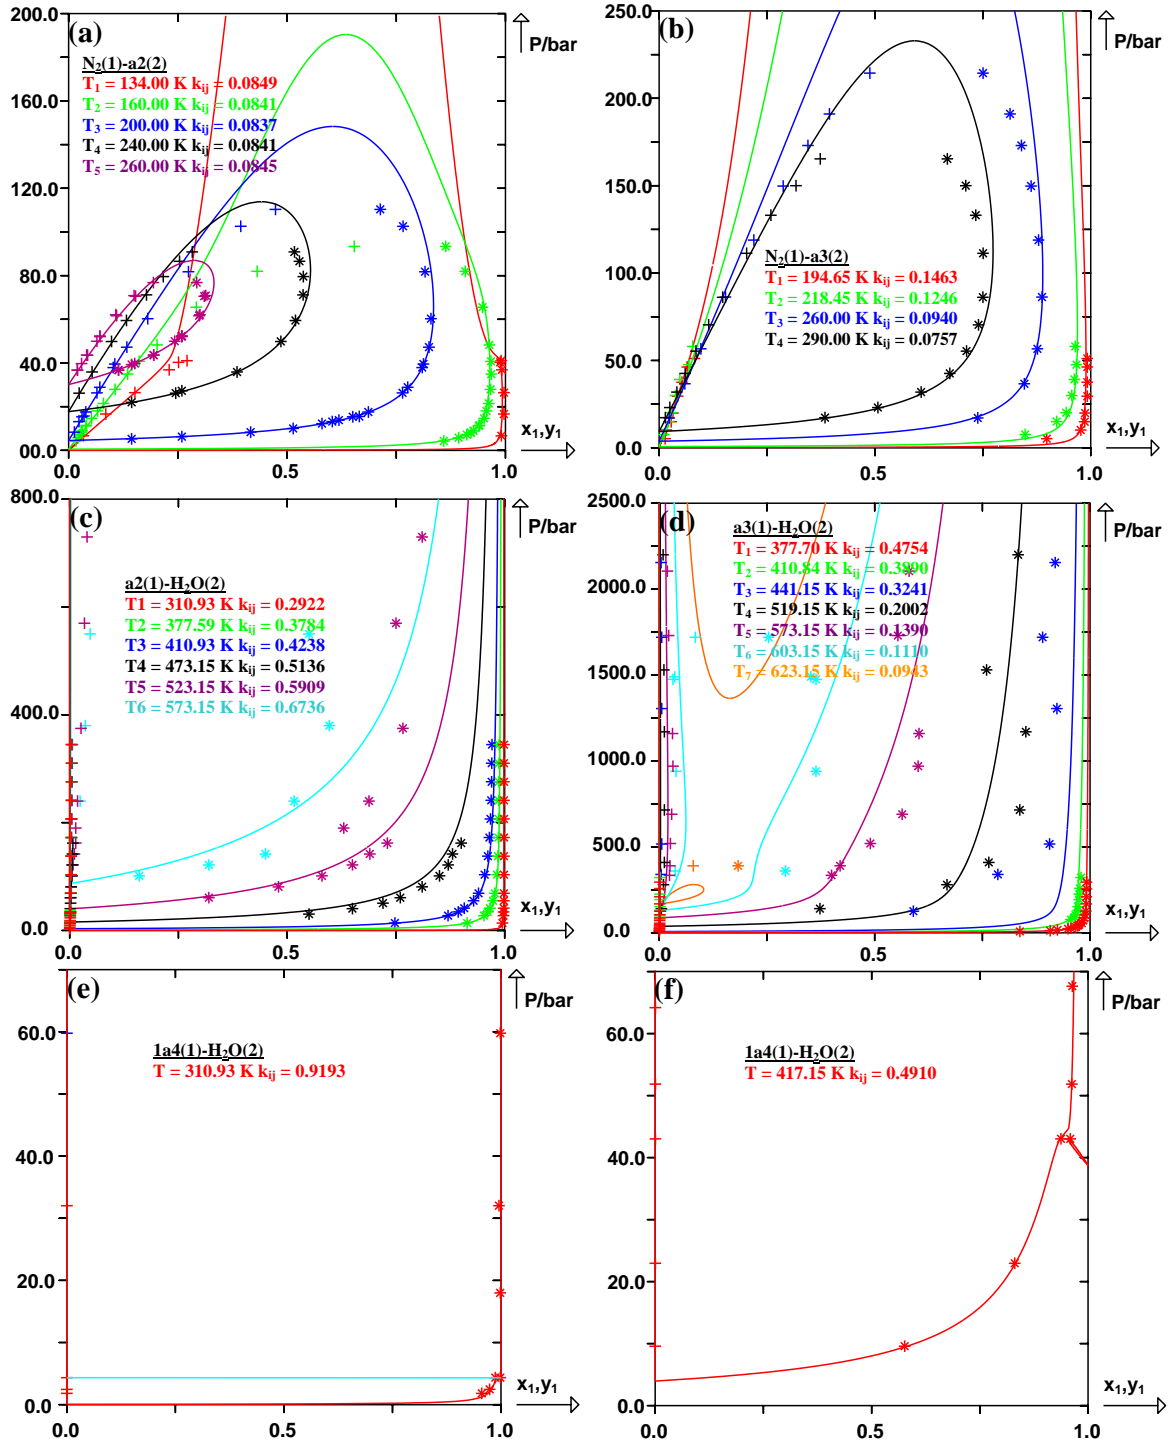 (a)
P/bar
N2(1)-a2(2)
T1 = 134.00 K kij = 0.0849
T2 = 160.00 K kij = 0.0841
T3 = 200.00 K kij = 0.0837
T4 = 240.00 K kij = 0.0841
T5 = 260.00 K kij = 0.0845
200.0
160.0
120.0
80.0
40.0
00.0
0.0
0.5
1.0
x1,y1
(b)
P/bar
N2(1)-a3(2)
T1 = 194.65 K kij = 0.1463
T2 = 218.45 K kij = 0.1246
T3 = 260.00 K kij = 0.0940
T4 = 290.00 K kij = 0.0757
250.0
200.0
150.0
100.0
50.0
0.0
0.0
0.5
1.0
x1,y1
(c)
P/bar
a2(1)-H2O(2)
T1 = 310.93 K kij = 0.2922
T2 = 377.59 K kij = 0.3784
T3 = 410.93 K kij = 0.4238
T4 = 473.15 K kij = 0.5136
T5 = 523.15 K kij = 0.5909
T6 = 573.15 K kij = 0.6736
800.0
400.0
0.0
0.0
0.5
1.0
x1,y1
(d)
P/bar
a3(1)-H2O(2)
T1 = 377.70 K kij = 0.4754
T2 = 410.84 K kij = 0.3890
T3 = 441.15 K kij = 0.3241
T4 = 519.15 K kij = 0.2002
T5 = 573.15 K kij = 0.1390
T6 = 603.15 K kij = 0.1110
T7 = 623.15 K kij = 0.0943
2500.0
2000.0
1500.0
1000.0
500.0
0.0
0.0
0.5
1.0
x1,y1
(e)
P/bar
1a4(1)-H2O(2)
T = 310.93 K kij = 0.9193
60.0
40.0
20.0
0.0
0.0
0.5
1.0
x1,y1
(f)
P/bar
1a4(1)-H2O(2)
T = 417.15 K kij = 0.4910
60.0
40.0
20.0
0.0
0.0
0.5
1.0
x1,y1